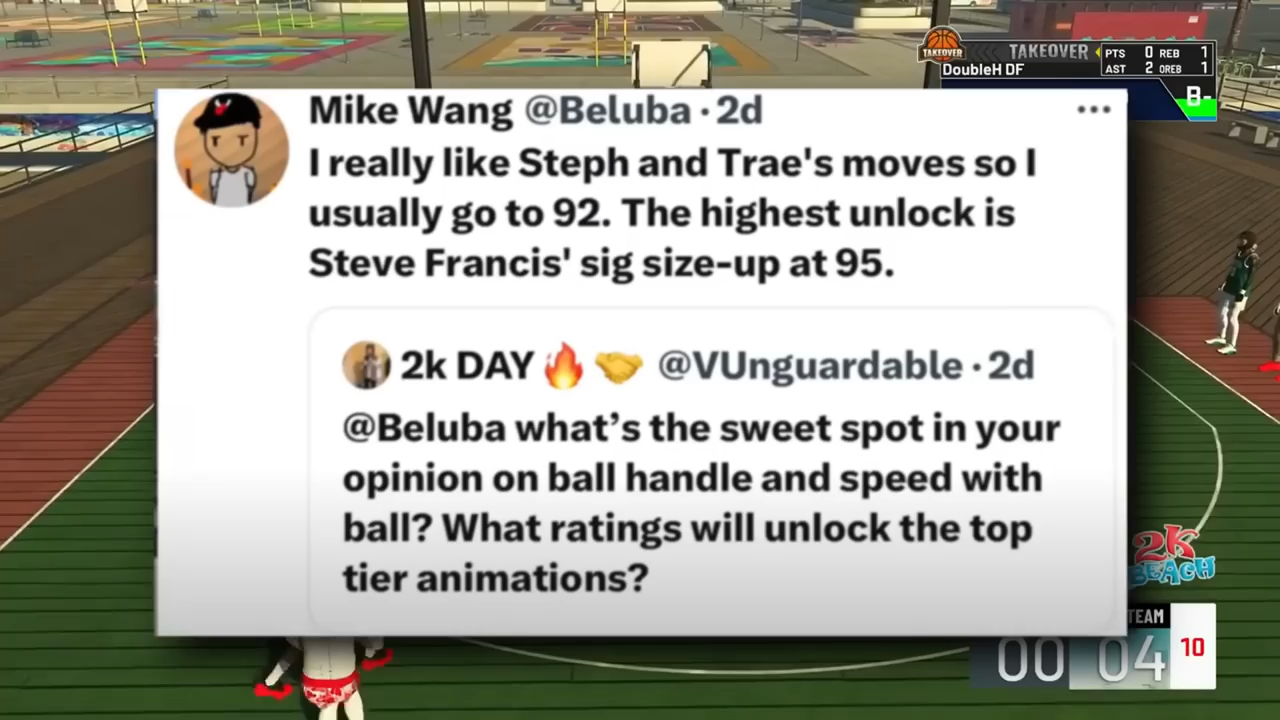 TAKEOVER
TAKEOVER
PTS 0 REB 1
AST 2 OREB 1
DoubleH DF
B-
Mike Wang @Beluba · 2d
I really like Steph and Trae's moves so I
usually go to 92. The highest unlock is
Steve Francis' sig size-up at 95.
2k DAY🔥🤝 @VUnguardable · 2d
@Beluba what’s the sweet spot in your
opinion on ball handle and speed with
ball? What ratings will unlock the top
tier animations?
2K
BEACH
TEAM
00 04 10